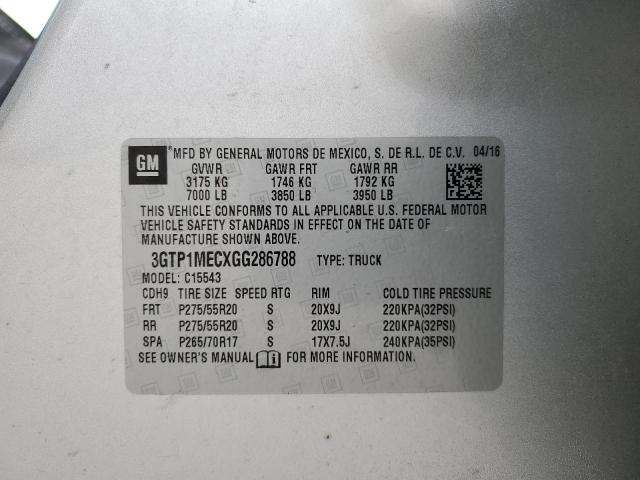 GM
®MFD BY GENERAL MOTORS DE MEXICO, S. DE R.L. DE C.V. 04/16
GVWR GAWR FRT GAWR RR
3175 KG 1746 KG 1792 KG
7000 LB 3850 LB 3950 LB
THIS VEHICLE CONFORMS TO ALL APPLICABLE U.S. FEDERAL MOTOR
VEHICLE SAFETY STANDARDS IN EFFECT ON THE DATE OF
MANUFACTURE SHOWN ABOVE.
3GTP1MECXGG286788 TYPE: TRUCK
MODEL: C15543
CDH9 TIRE SIZE SPEED RTG RIM COLD TIRE PRESSURE
FRT P275/55R20 S 20X9J 220KPA(32PSI)
RR P275/55R20 S 20X9J 220KPA(32PSI)
SPA P265/70R17 S 17X7.5J 240KPA(35PSI)
SEE OWNER'S MANUAL FOR MORE INFORMATION.